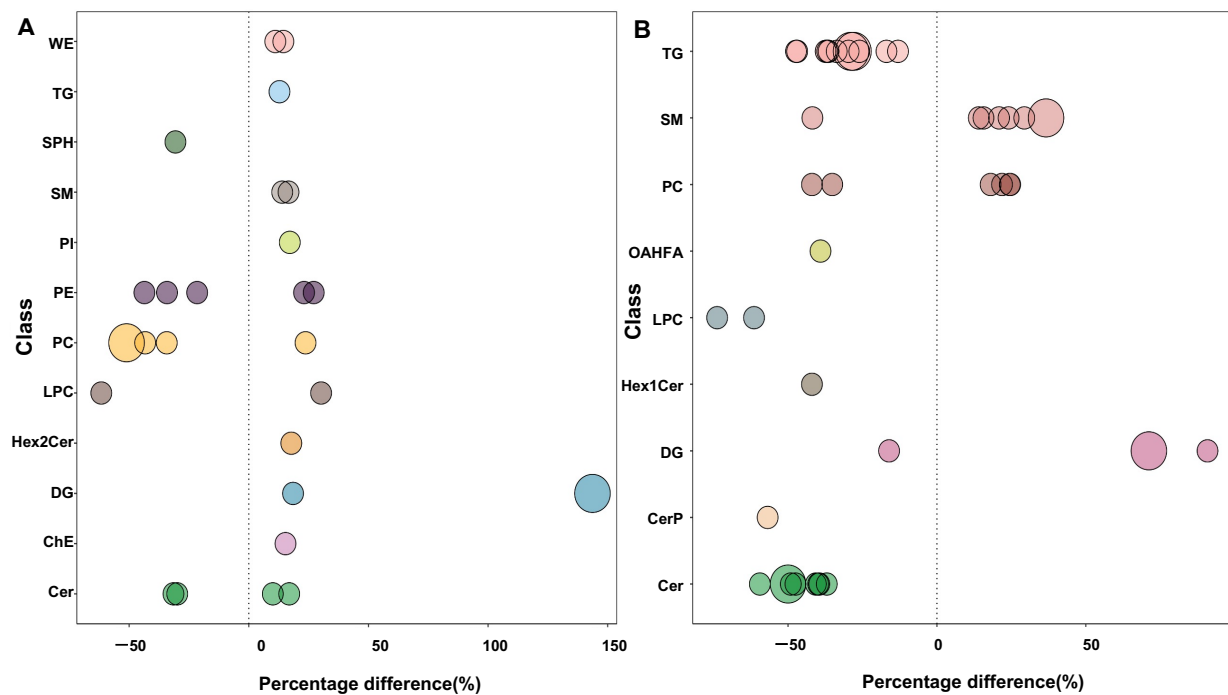 A
WE
TG
SPH
SM
PI
PE
PC
LPC
Hex2Cer
DG
ChE
Cer
Class
−50
0
50
100
150
Percentage difference(%)
B
TG
SM
PC
OAHFA
LPC
Hex1Cer
DG
CerP
Cer
Class
−50
0
50
Percentage difference(%)